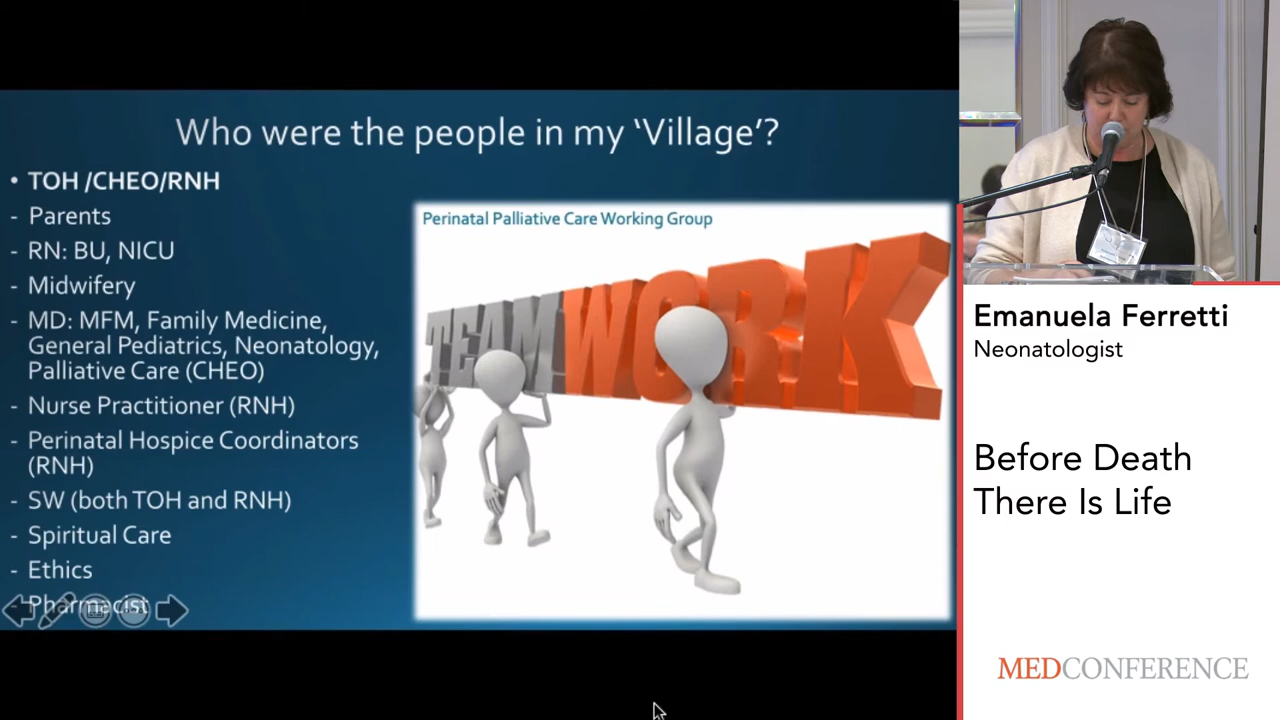 Who were the people in my ‘Village’?
• TOH /CHEO/RNH
- Parents
- RN: BU, NICU
- Midwifery
- MD: MFM, Family Medicine,
General Pediatrics, Neonatology,
Palliative Care (CHEO)
- Nurse Practitioner (RNH)
- Perinatal Hospice Coordinators
(RNH)
- SW (both TOH and RNH)
- Spiritual Care
- Ethics
- Pharmacist
Perinatal Palliative Care Working Group
TEAMWORK
Emanuela Ferretti
Neonatologist
Before Death
There Is Life
MEDCONFERENCE